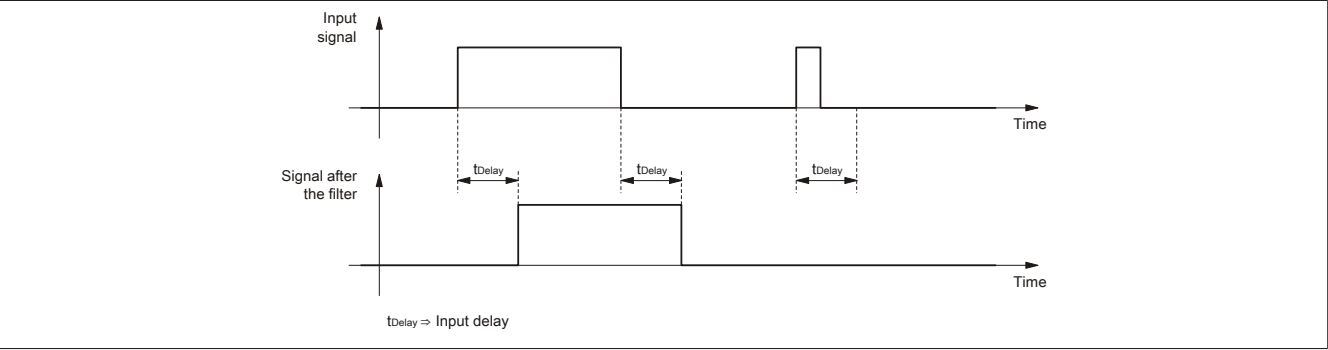 Input
signal
Time
tDelay
tDelay
tDelay
Signal after
the filter
Time
tDelay ⇒ Input delay